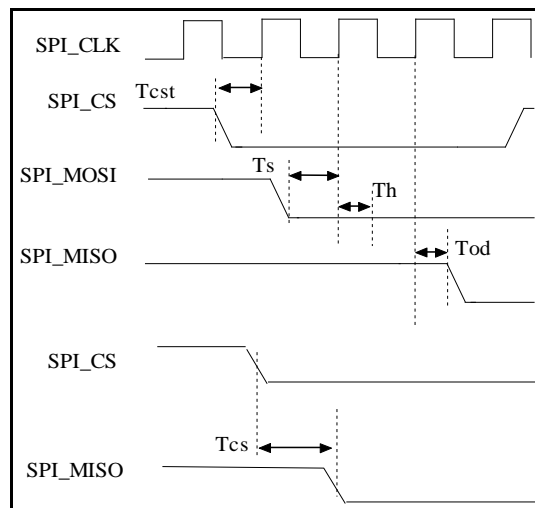 SPI_CLK
Tcst
SPI_CS
Ts
SPI_MOSI
Th
SPI_MISO
Tod
SPI_CS
Tcs
SPI_MISO